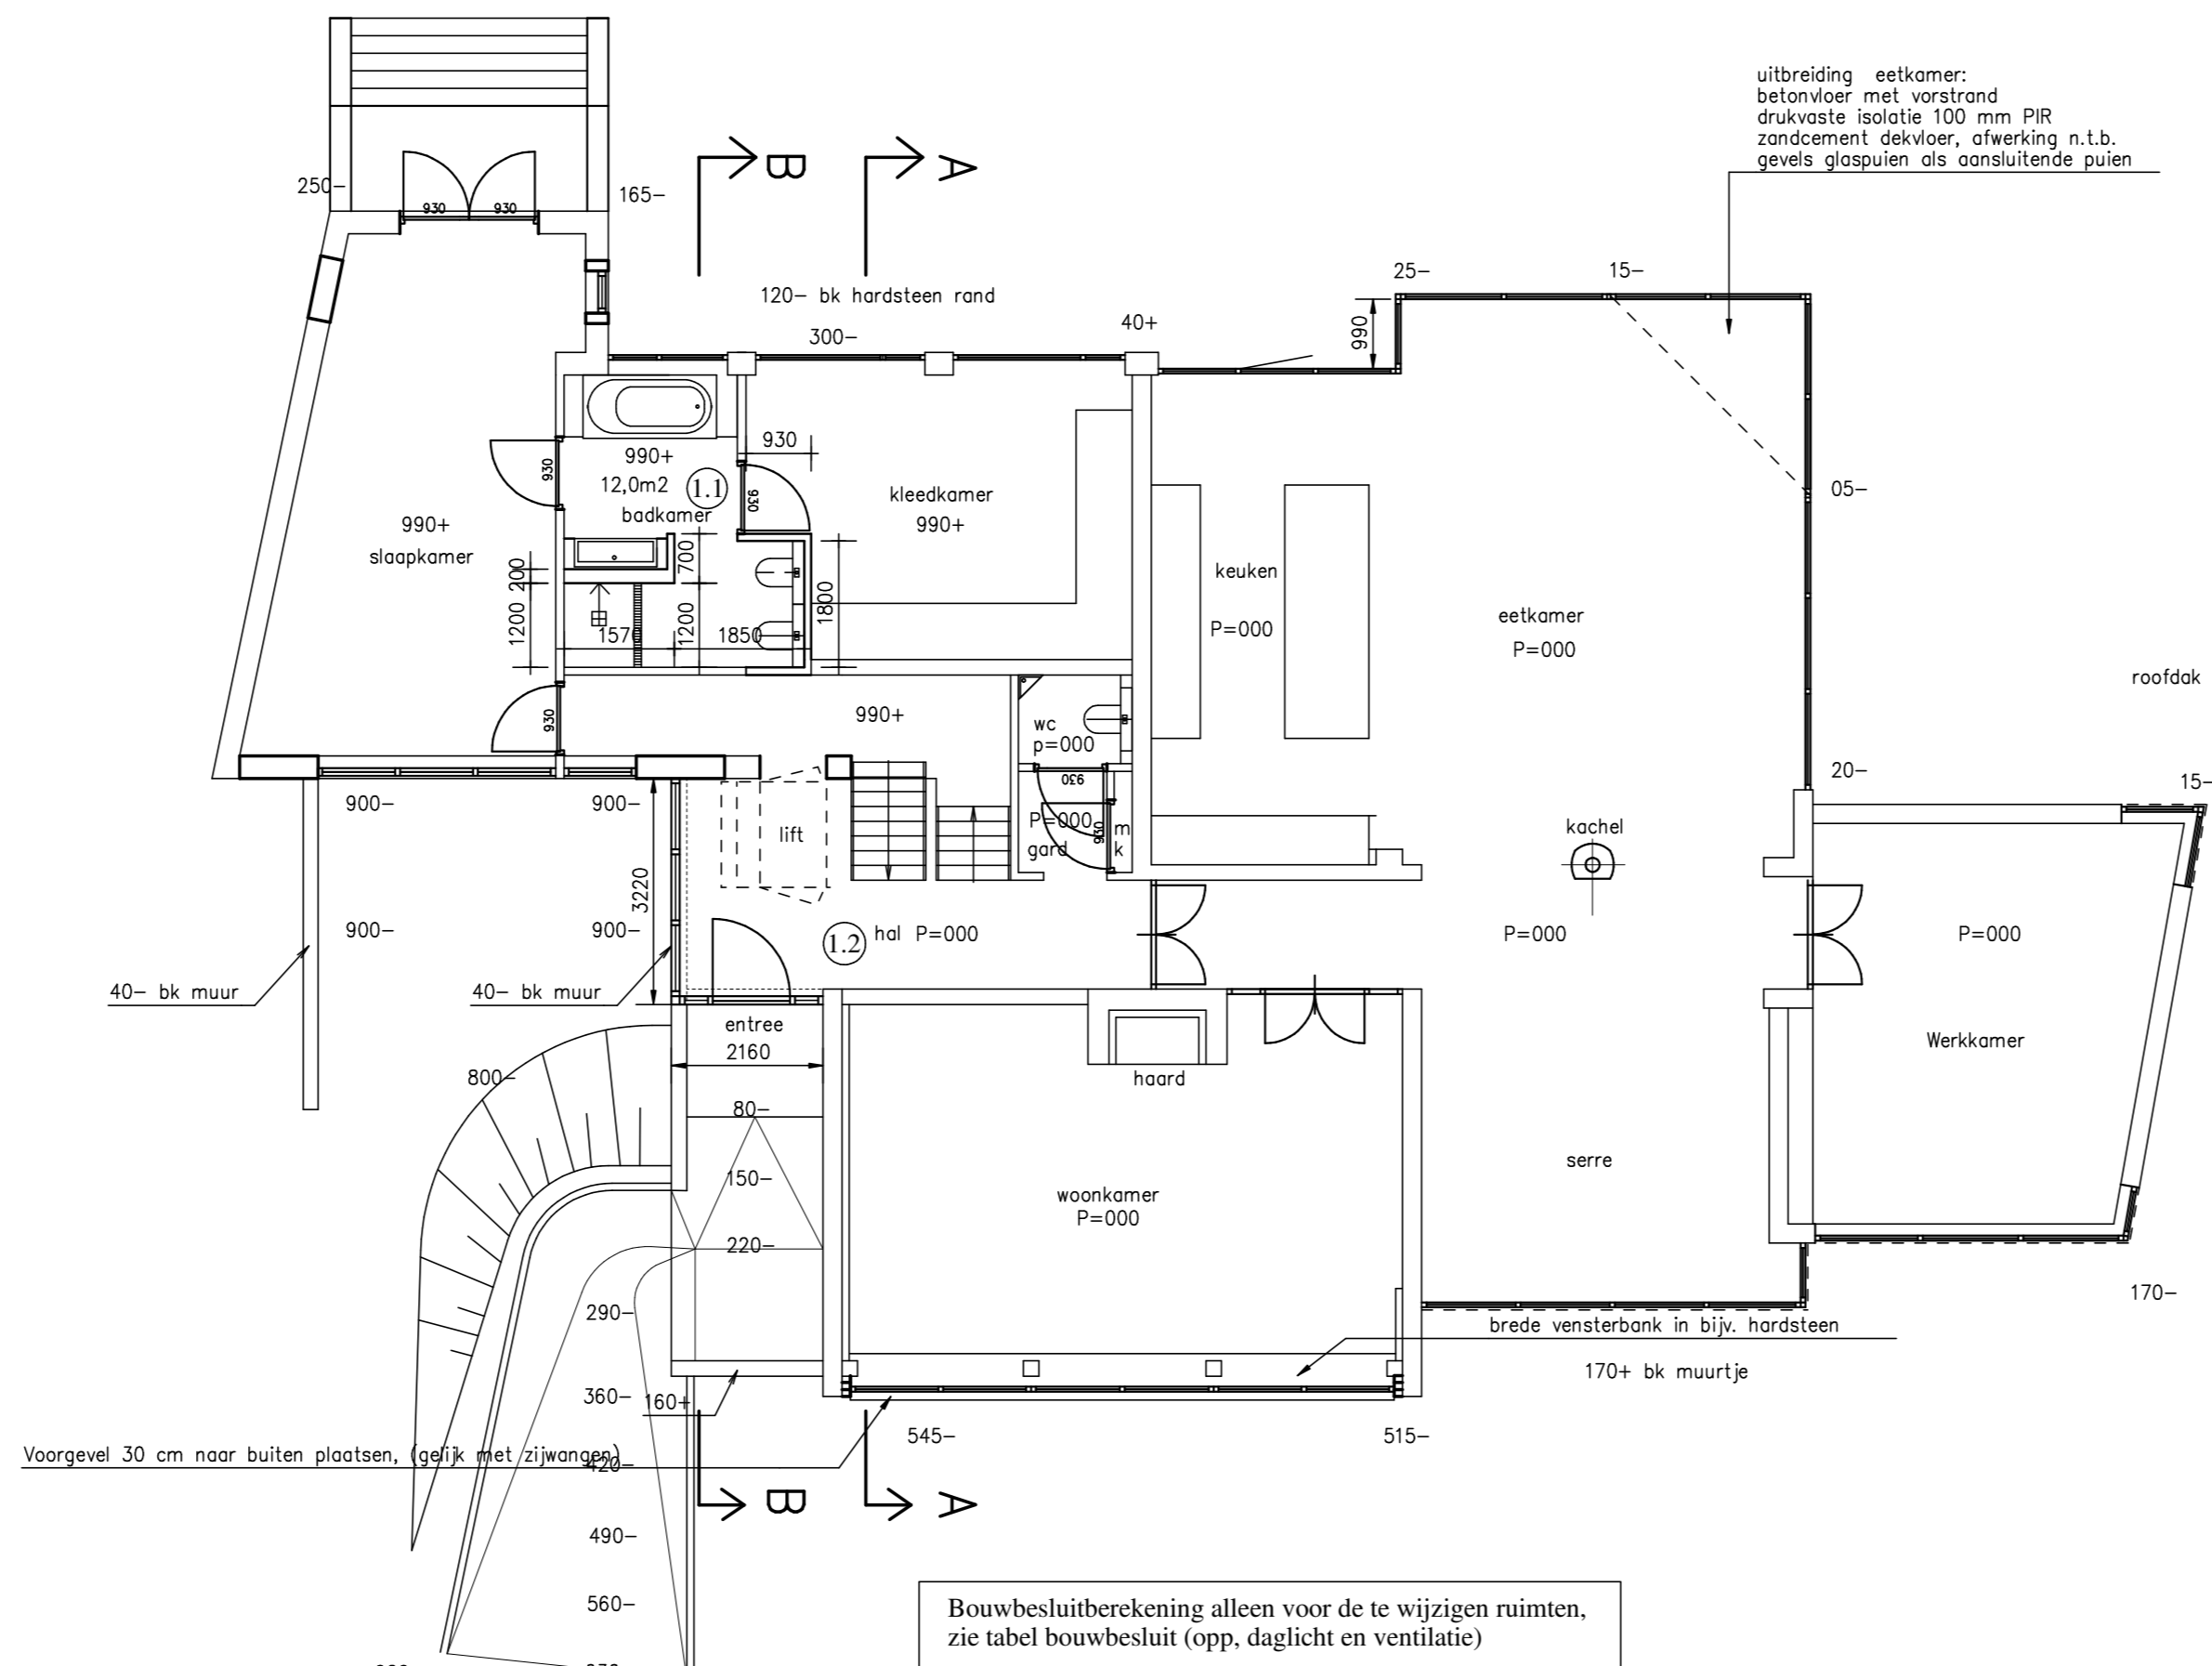 uitbreiding eetkamer:
betonvloer met vorstrand
drukvaste isolatie 100 mm PIR
zandcement dekvloer, afwerking n.t.b.
gevels glaspuien als aansluitende puien
B
A
250-
165-
930
930
120- bk hardsteen rand
300-
40+
25-
15-
990
930
990+
12,0m2
1.1
badkamer
930
930
kleedkamer
990+
990+
slaapkamer
05-
200
700
1200
1570
1200
1850
1800
keuken
P=000
eetkamer
P=000
roofdak
930
990+
wc
p=000
930
20-
15-
900-
900-
lift
P=000
gard
930
m
k
kachel
3220
900-
900-
1.2
hal P=000
P=000
P=000
40- bk muur
40- bk muur
entree
2160
haard
Werkkamer
800-
80-
150-
serre
woonkamer
P=000
220-
290-
170-
brede vensterbank in bijv. hardsteen
170+ bk muurtje
360-
160+
545-
515-
Voorgevel 30 cm naar buiten plaatsen, (gelijk met zijwangen)
420-
B
A
490-
560-
Bouwbesluitberekening alleen voor de te wijzigen ruimten,
zie tabel bouwbesluit (opp, daglicht en ventilatie)